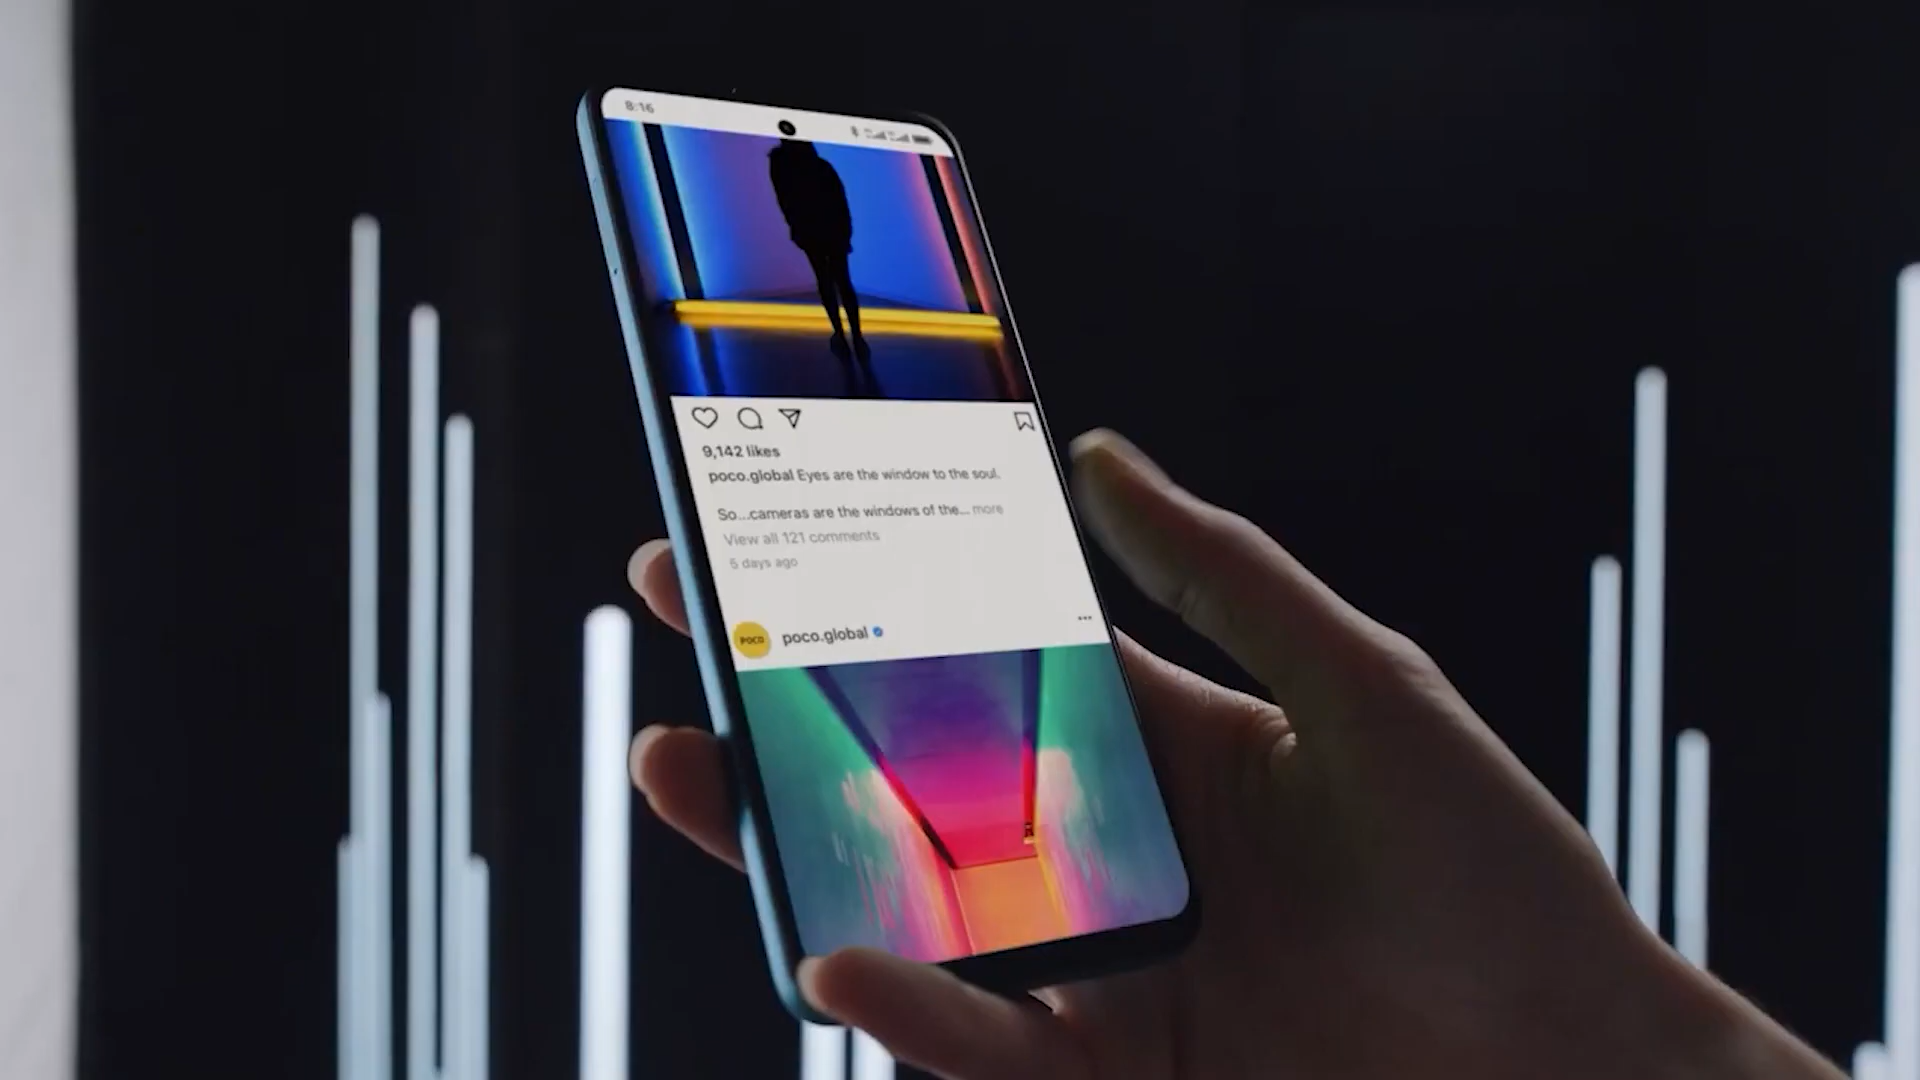 8:16
9,142 likes
poco.global Eyes are the window to the soul.
So...cameras are the windows of the... more
View all 121 comments
5 days ago
POCO
poco.global